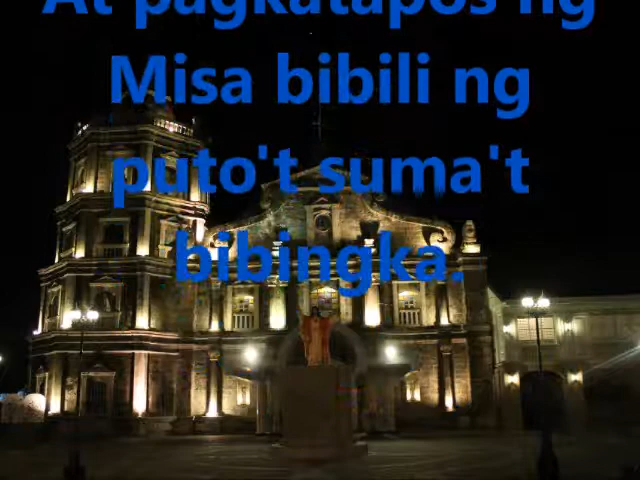 At pagkatapos ng
Misa bibili ng
puto't suma't
bibingka.